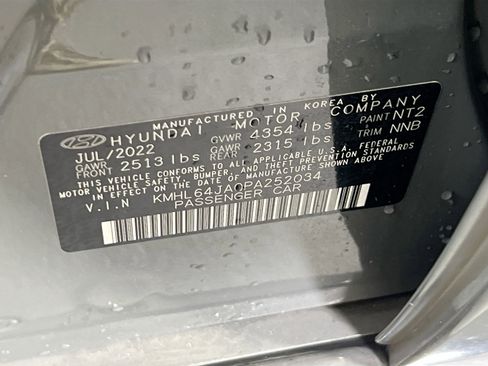 MANUFACTURED IN KOREA BY
HYUNDAI MOTOR COMPANY
JUL/2022 GVWR 4354 lbs PAINT NT2
GAWR FRONT 2513 lbs GAWR REAR 2315 lbs TRIM NNB
THIS VEHICLE CONFORMS TO ALL APPLICABLE U.S.A. FEDERAL
MOTOR VEHICLE SAFETY, BUMPER, AND THEFT PREVENTION
STANDARDS IN EFFECT ON THE DATE OF MANUFACTURE SHOWN ABOVE
V.I.N KMHL64JA0PA252034
PASSENGER CAR